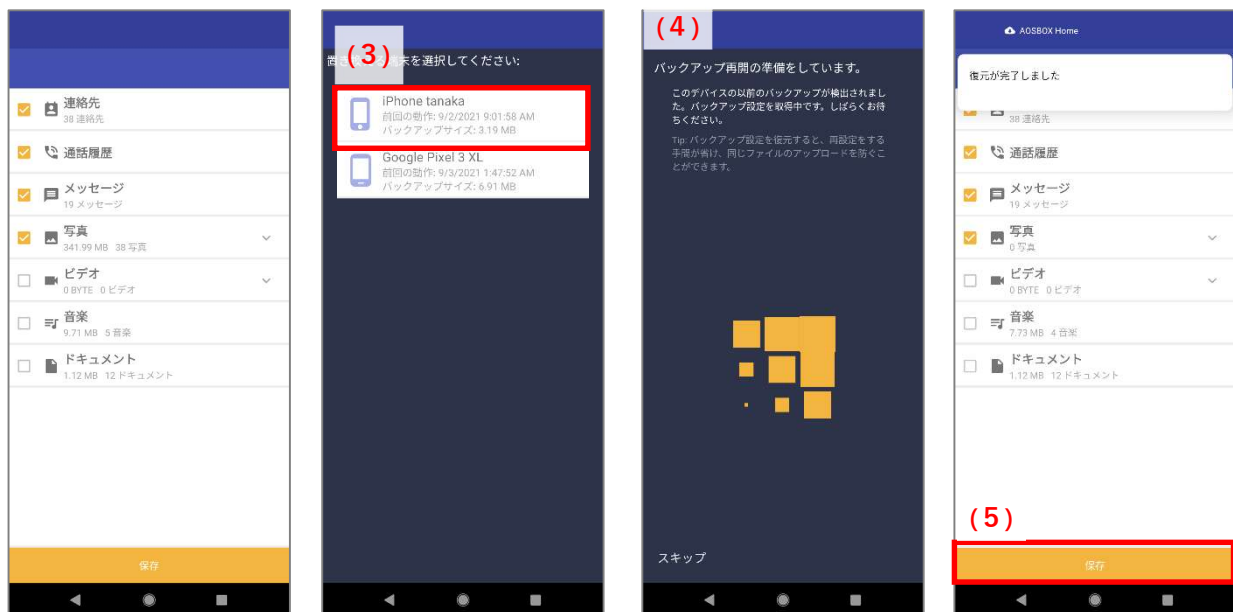 連絡先
38 連絡先
通話履歴
メッセージ
19 メッセージ
写真
341.99 MB 38 写真
ビデオ
0 BYTE 0 ビデオ
音楽
9.71 MB 5 音楽
ドキュメント
1.12 MB 12 ドキュメント
保存
(3)
末を選択してください:
iPhone tanaka
前回の動作: 9/2/2021 9:01:58 AM
バックアップサイズ: 3.19 MB
Google Pixel 3 XL
前回の動作: 9/3/2021 1:47:52 AM
バックアップサイズ: 6.91 MB
(4)
バックアップ再開の準備をしています。
このデバイスの以前のバックアップが検出されまし
た。バックアップ設定を取得中です。しばらくお待
ちください。
Tip: バックアップ設定を復元すると、再設定をする
手間が省け、同じファイルのアップロードを防ぐこ
とができます。
スキップ
AOSBOX Home
復元が完了しました
38 連絡先
通話履歴
メッセージ
19 メッセージ
写真
0 写真
ビデオ
0 BYTE 0 ビデオ
音楽
7.73 MB 4 音楽
ドキュメント
1.12 MB 12 ドキュメント
(5)
保存